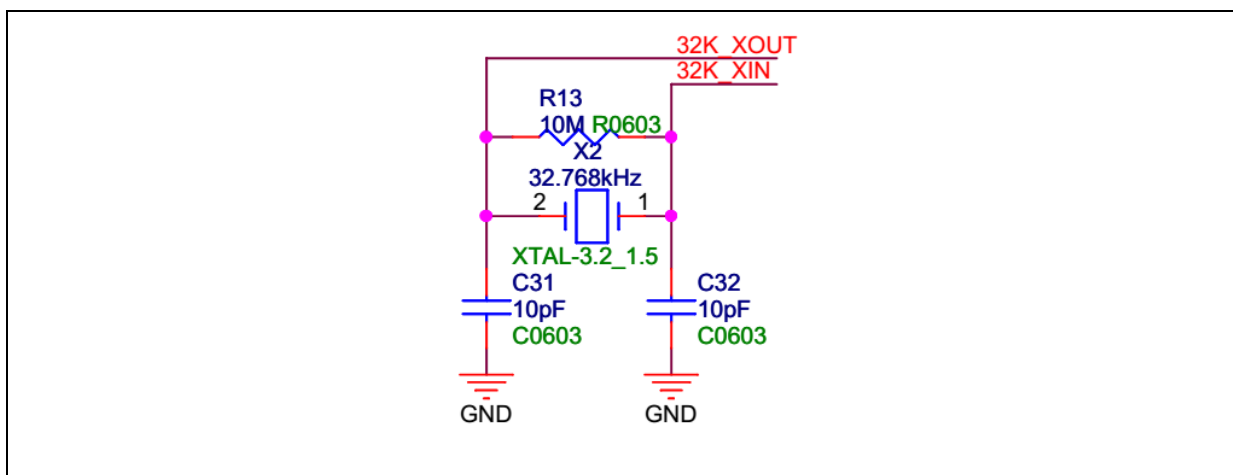 32K_XOUT
32K_XIN
R13
10M R0603
X2
32.768kHz
2 1
XTAL-3.2_1.5
C31 C32
10pF 10pF
C0603 C0603
GND GND